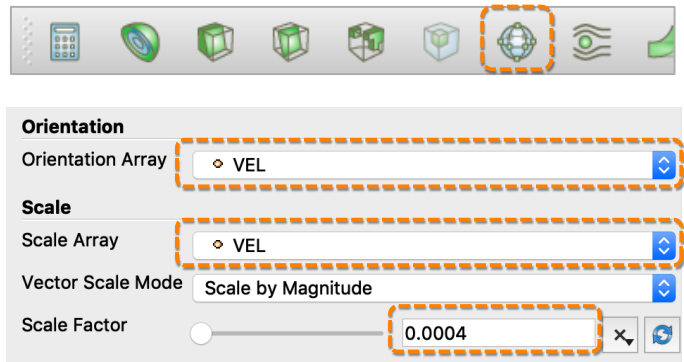 Orientation
Orientation Array VEL
Scale
Scale Array VEL
Vector Scale Mode Scale by Magnitude
Scale Factor 0.0004